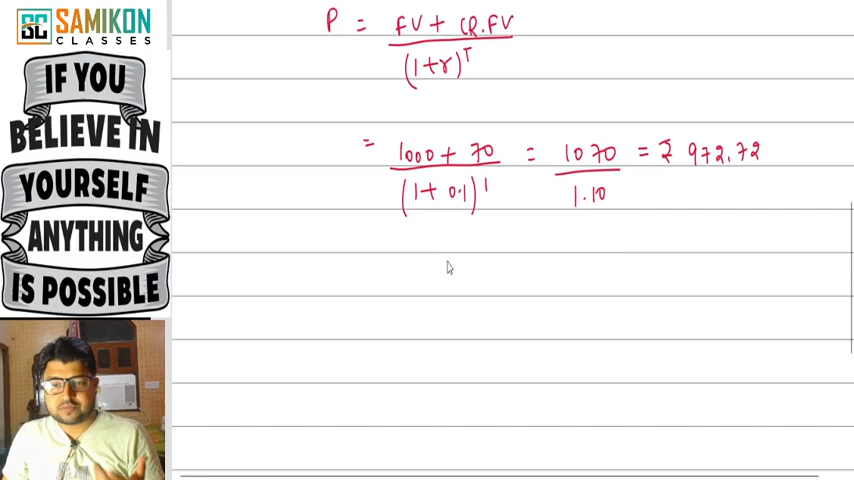 SC SAMIKON
CLASSES
IF YOU
BELIEVE IN
YOURSELF
ANYTHING
IS POSSIBLE
P = FV + CR.FV
(1+r)^T
= 1000 + 70 = 1070 = ₹ 972.72
(1+ 0.1)^1 1.10